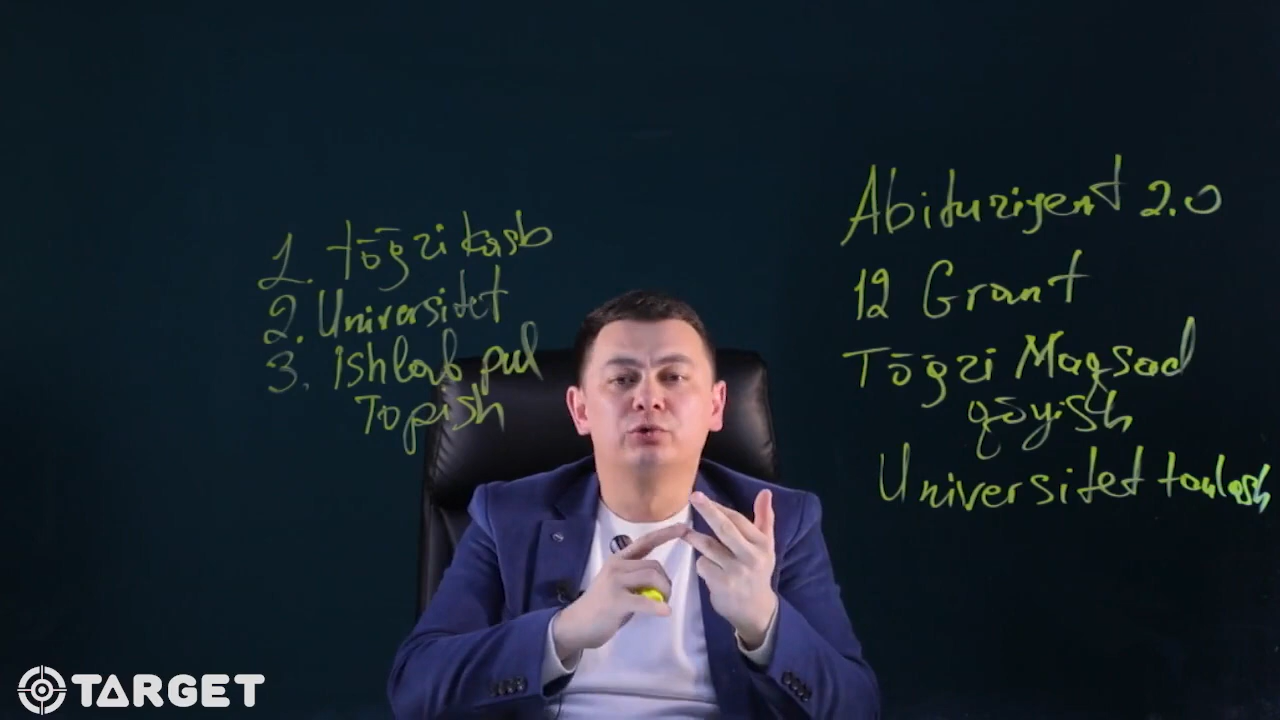 1. tōg̅ri kasb
2. Universitet
3. Ishlab pul
Topish
Abituriyent 2.0
12 Grant
Tōg̅ri Maqsad
qōyish
Universitet tanlash
TARGET